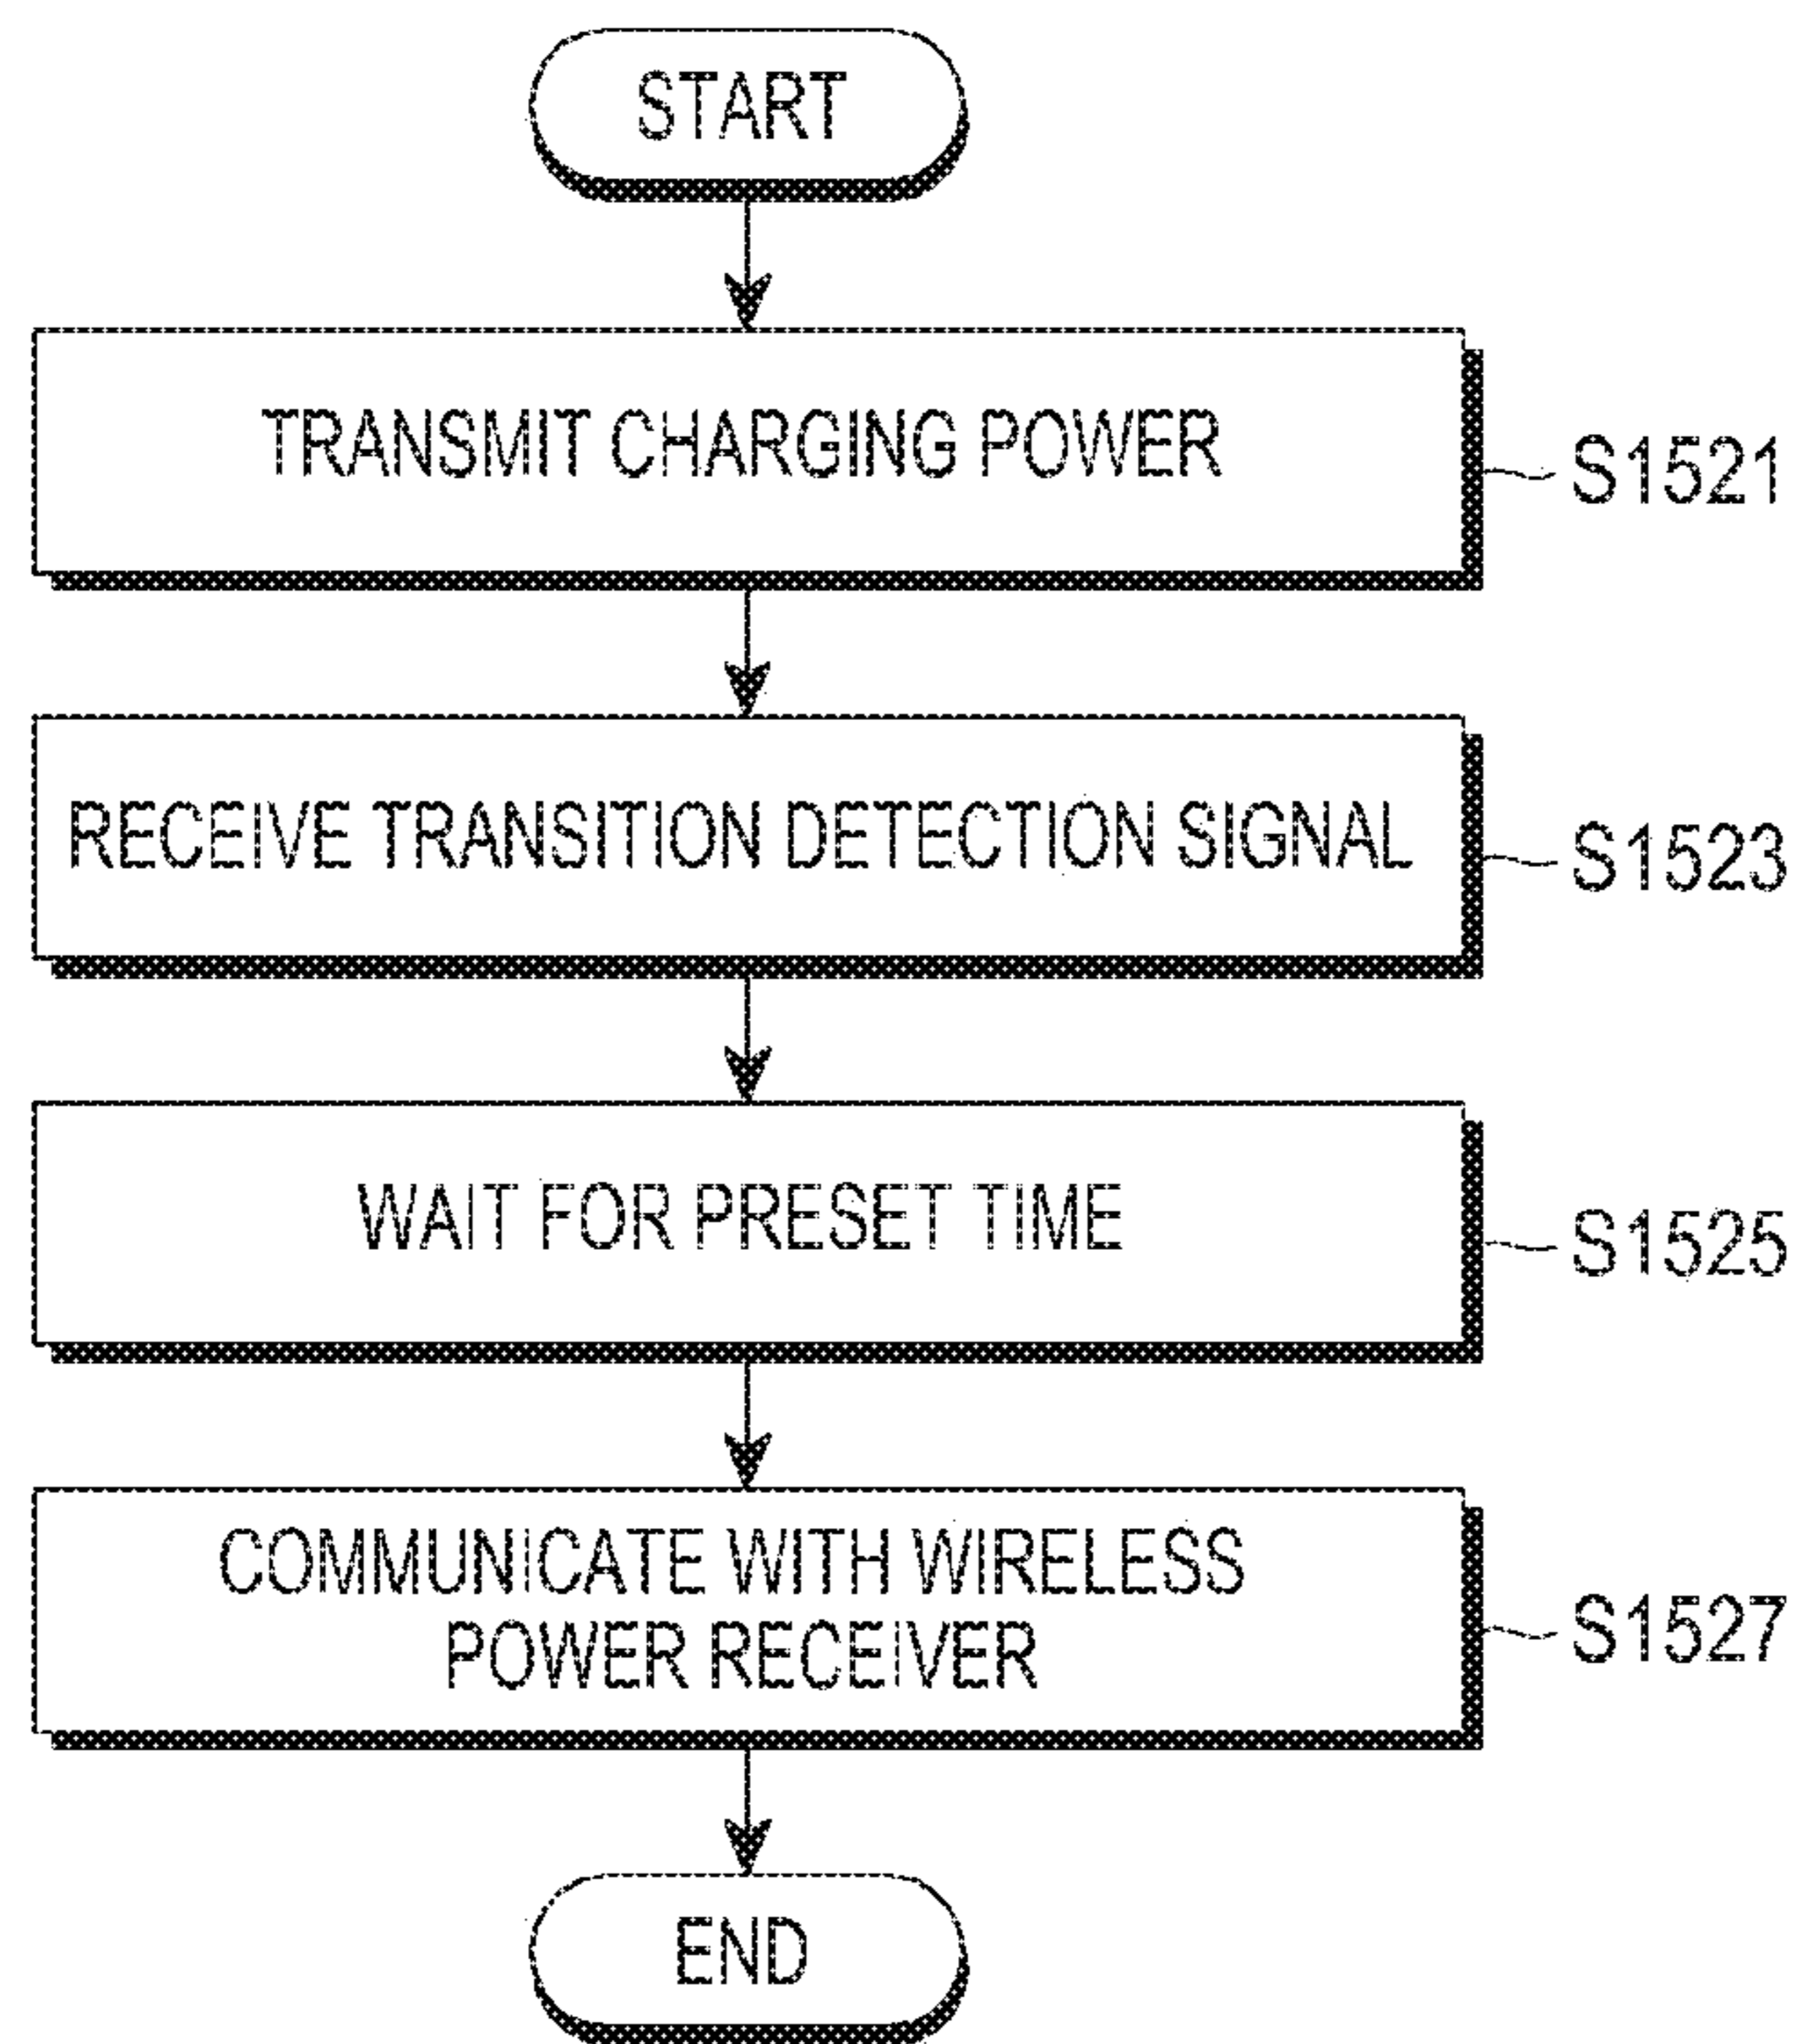 START
TRANSMIT CHARGING POWER
S1521
RECEIVE TRANSITION DETECTION SIGNAL
S1523
WAIT FOR PRESET TIME
S1525
COMMUNICATE WITH WIRELESS
POWER RECEIVER
S1527
END